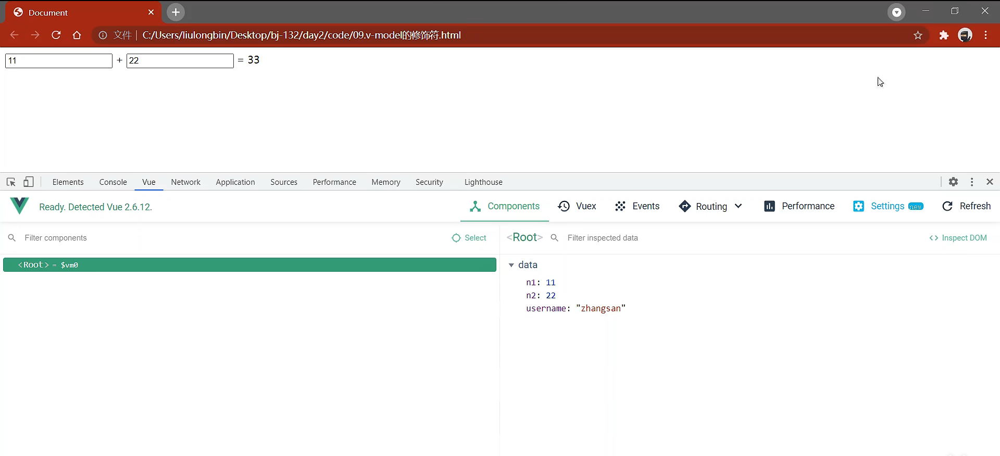 Document
文件 C:/Users/liulongbin/Desktop/bj-132/day2/code/09.v-model的修饰符.html
11 + 22 = 33
Elements Console Vue Network Application Sources Performance Memory Security Lighthouse
Ready. Detected Vue 2.6.12. Components Vuex Events Routing Performance Settings new Refresh
Filter components Select <Root> Filter inspected data <> Inspect DOM
<Root> = $vm0
data
n1: 11
n2: 22
username: "zhangsan"